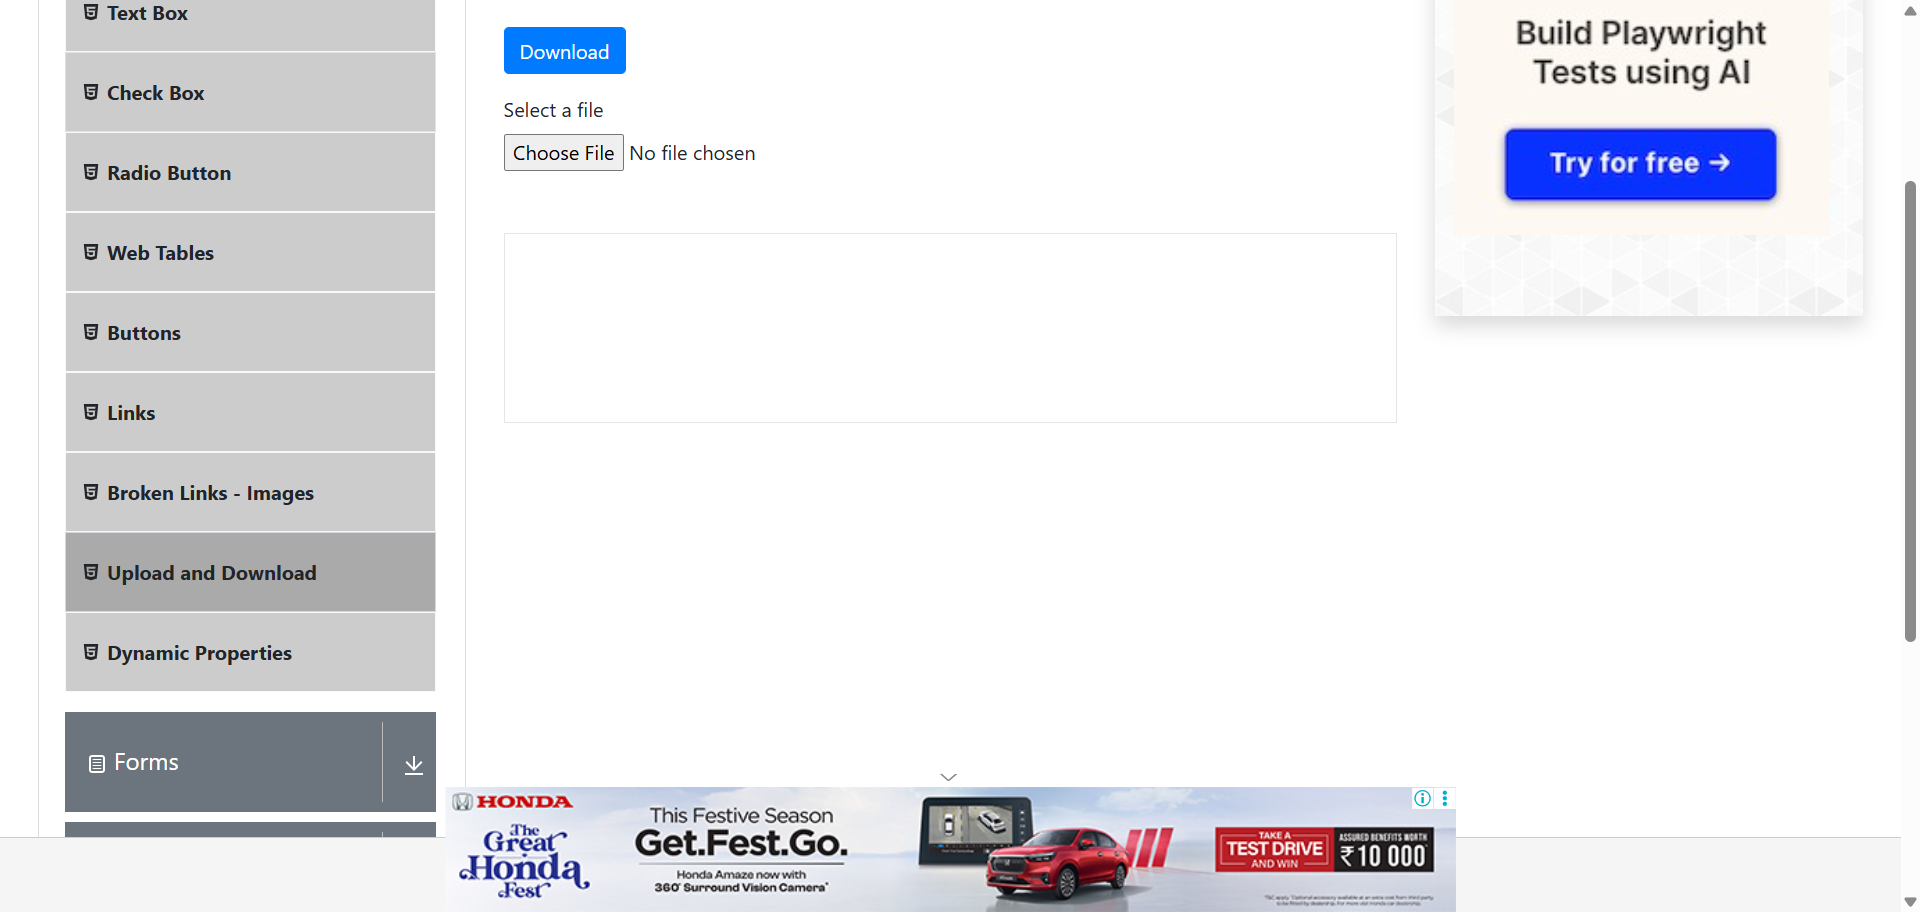 Text Box
Check Box
Radio Button
Web Tables
Buttons
Links
Broken Links - Images
Upload and Download
Dynamic Properties
Forms
Download
Select a file
Choose File No file chosen
Build Playwright
Tests using AI
Try for free →
HONDA
The
Great
Honda
Fest
This Festive Season
Get.Fest.Go.
Honda Amaze now with
360° Surround Vision Camera*
TAKE A
TEST DRIVE
AND WIN
ASSURED BENEFITS WORTH
₹10 000*